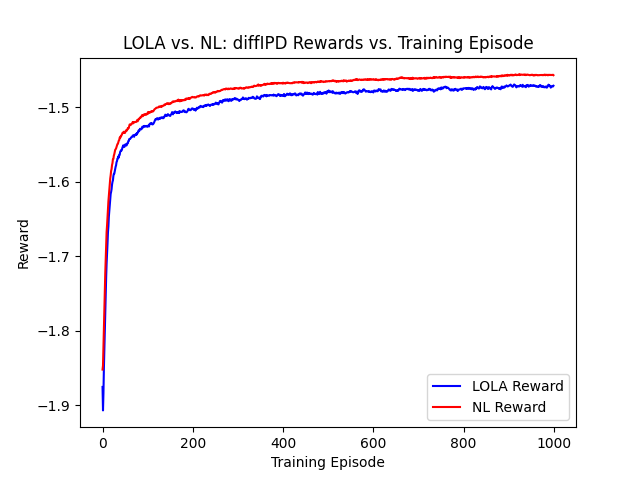 LOLA vs. NL: diffIPD Rewards vs. Training Episode
−1.5
−1.6
−1.7
−1.8
−1.9
Reward
LOLA Reward
NL Reward
0 200 400 600 800 1000
Training Episode